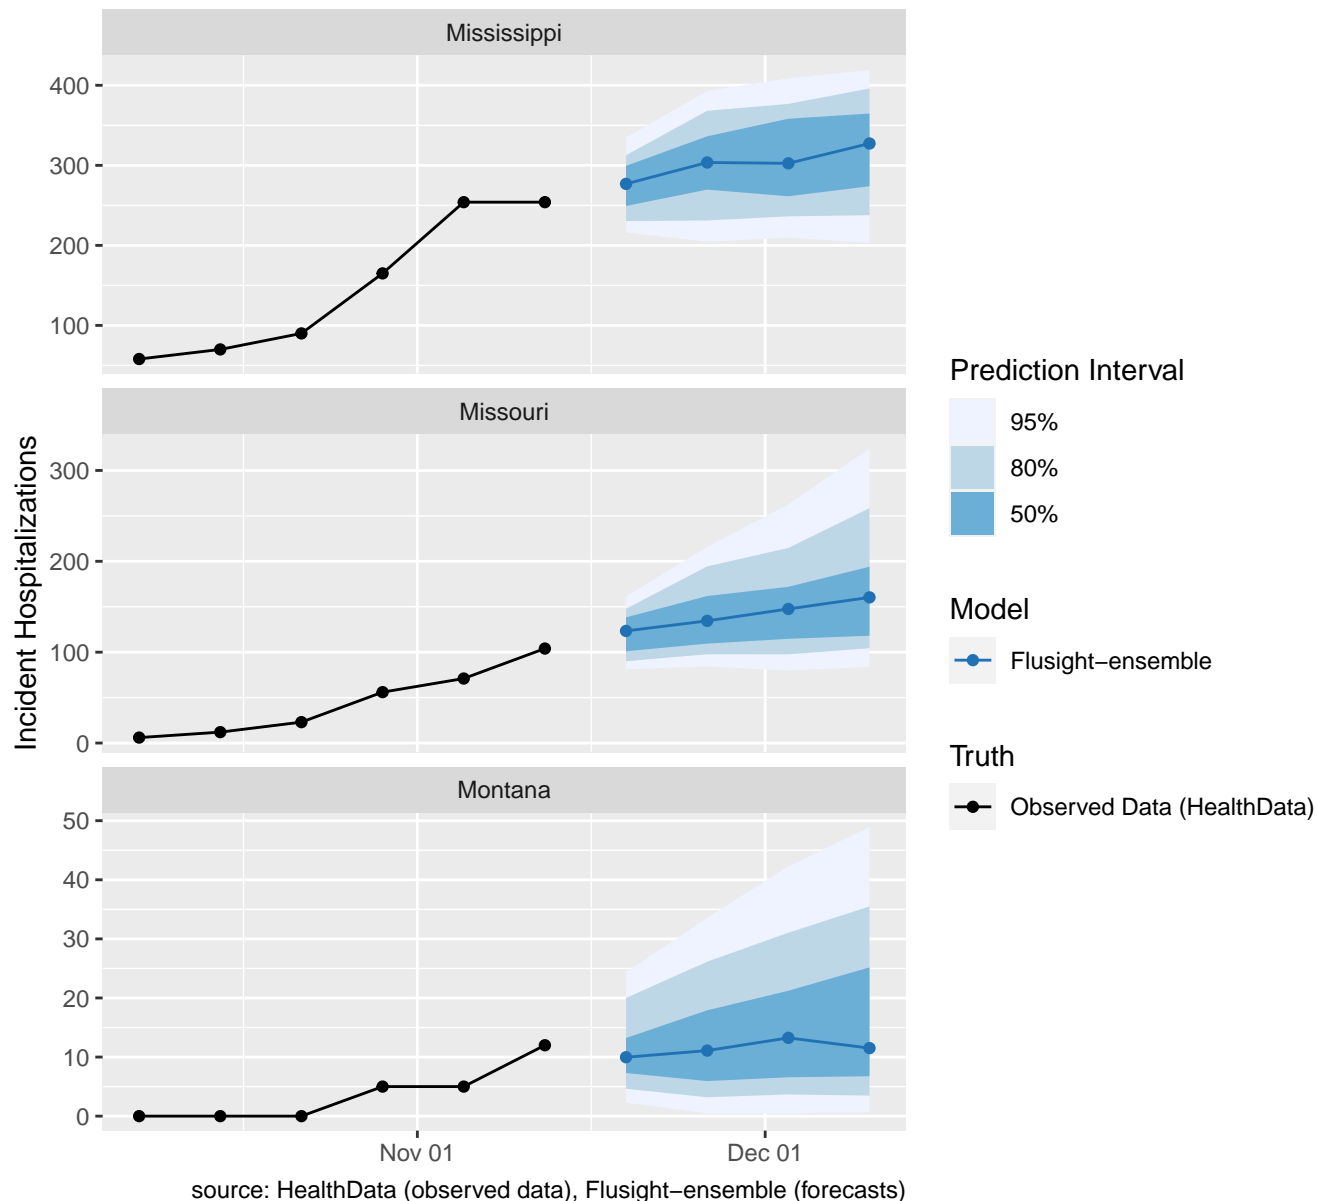 Mississippi
400
300
200
100
Missouri
300
200
100
0
Montana
50
40
30
20
10
0
Nov 01
Dec 01
Incident Hospitalizations
source: HealthData (observed data), Flusight−ensemble (forecasts)
Prediction Interval
95%
80%
50%
Model
Flusight−ensemble
Truth
Observed Data (HealthData)